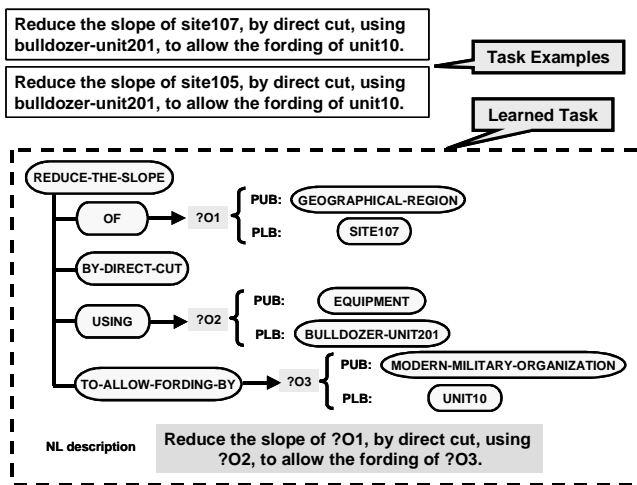 Reduce the slope of site107, by direct cut, using
bulldozer-unit201, to allow the fording of unit10.
Reduce the slope of site105, by direct cut, using
bulldozer-unit201, to allow the fording of unit10.
Task Examples
Learned Task
REDUCE-THE-SLOPE
OF
?O1
PUB: GEOGRAPHICAL-REGION
PLB: SITE107
BY-DIRECT-CUT
USING
?O2
PUB: EQUIPMENT
PLB: BULLDOZER-UNIT201
TO-ALLOW-FORDING-BY
?O3
PUB: MODERN-MILITARY-ORGANIZATION
PLB: UNIT10
NL description
Reduce the slope of ?O1, by direct cut, using
?O2, to allow the fording of ?O3.